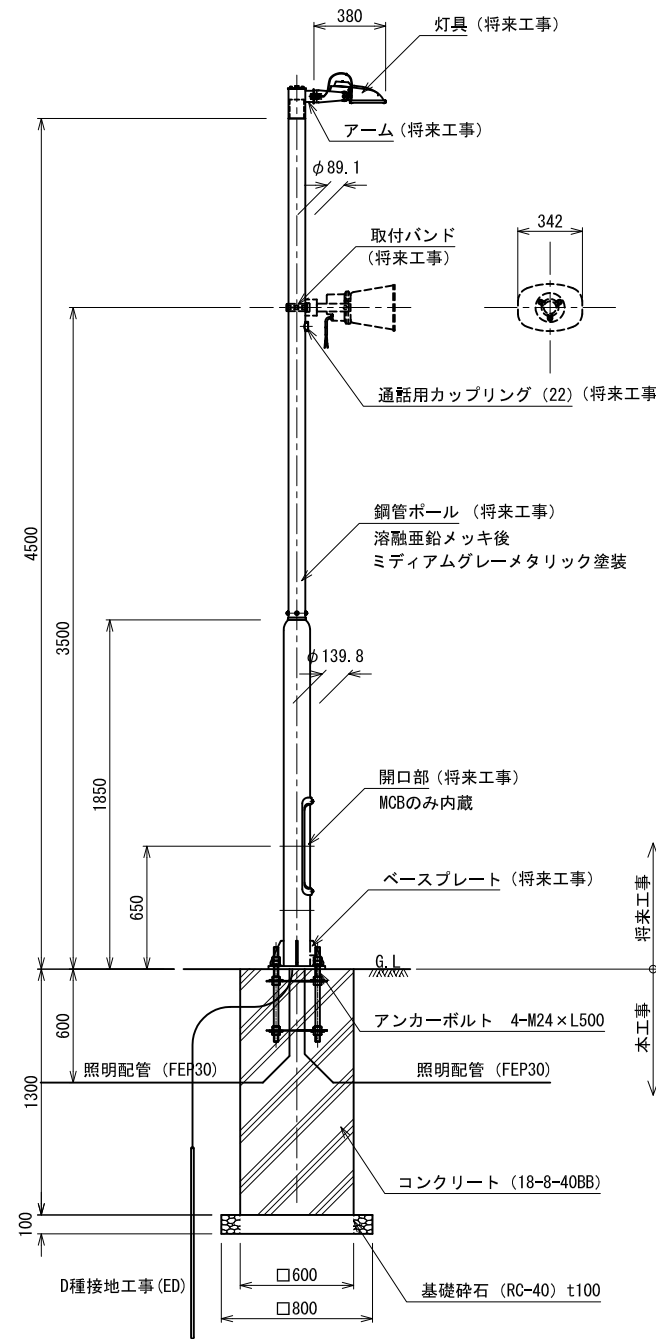 380
灯具 (将来工事)
アーム (将来工事)
φ89.1
取付バンド
(将来工事)
342
通話用カップリング (22) (将来工事
4500
3500
鋼管ポール (将来工事)
溶融亜鉛メッキ後
ミディアムグレーメタリック塗装
φ139.8
1850
開口部 (将来工事)
MCBのみ内蔵
650
ベースプレート (将来工事)
将来工事
G.L
本工事
アンカーボルト 4-M24×L500
600
照明配管 (FEP30)
照明配管 (FEP30)
1300
コンクリート (18-8-40BB)
100
D種接地工事(ED)
□600
□800
基礎砕石 (RC-40) t100